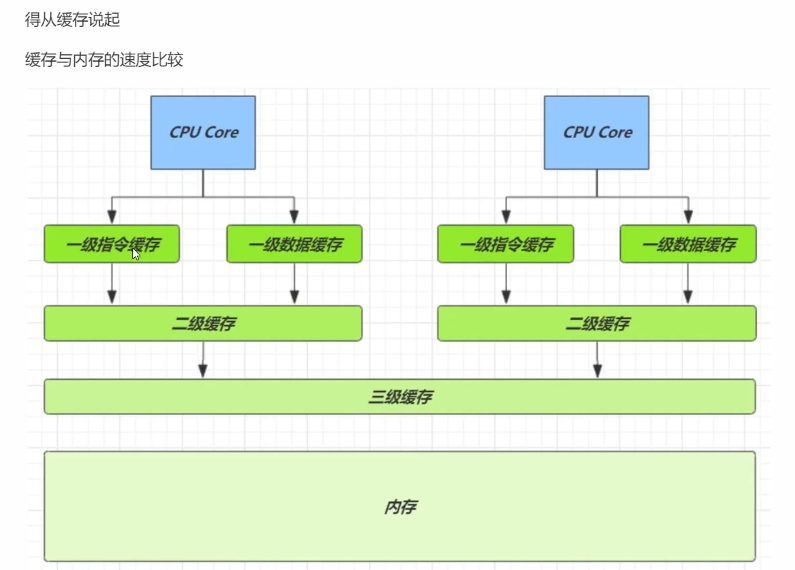 得从缓存说起
缓存与内存的速度比较
CPU Core
CPU Core
一级指令缓存
一级数据缓存
一级指令缓存
一级数据缓存
二级缓存
二级缓存
三级缓存
内存